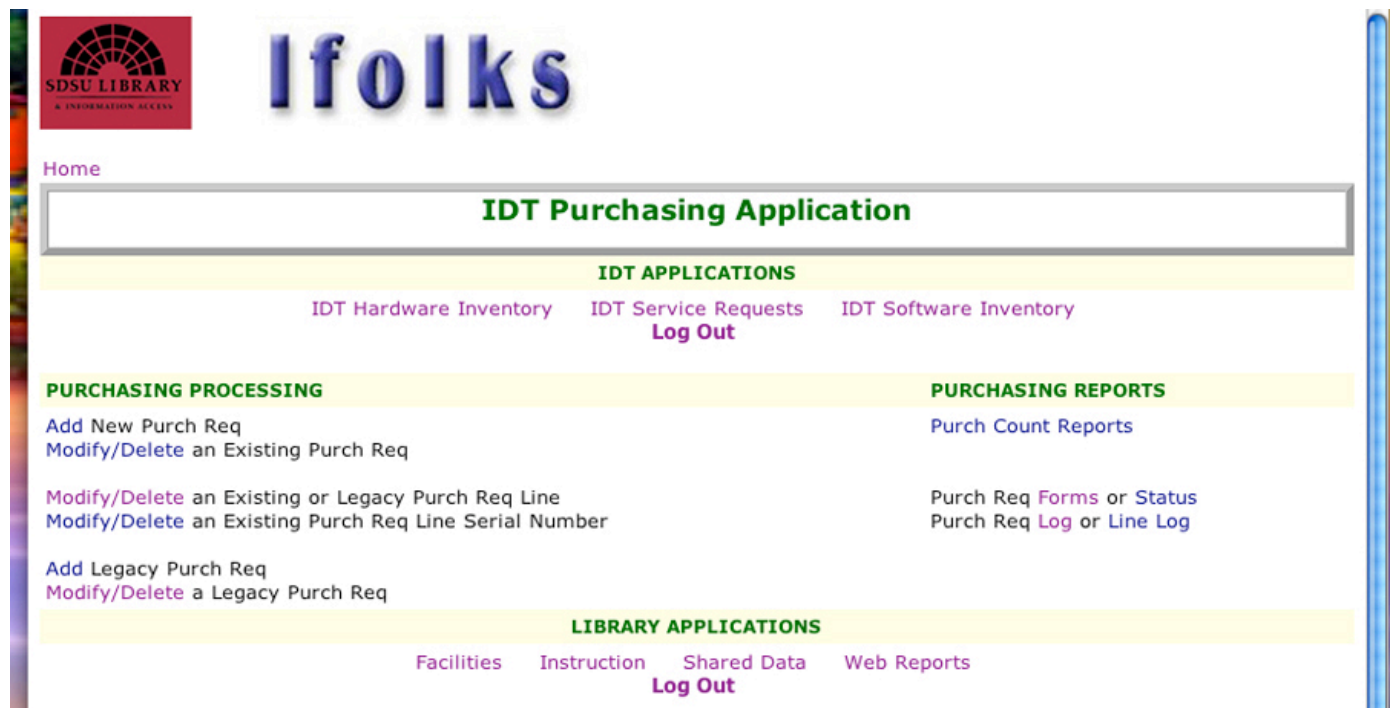 SDSU LIBRARY
& INFORMATION ACCESS
lfolks
Home
IDT Purchasing Application
IDT APPLICATIONS
IDT Hardware Inventory IDT Service Requests IDT Software Inventory
Log Out
PURCHASING PROCESSING PURCHASING REPORTS
Add New Purch Req Purch Count Reports
Modify/Delete an Existing Purch Req
Modify/Delete an Existing or Legacy Purch Req Line Purch Req Forms or Status
Modify/Delete an Existing Purch Req Line Serial Number Purch Req Log or Line Log
Add Legacy Purch Req
Modify/Delete a Legacy Purch Req
LIBRARY APPLICATIONS
Facilities Instruction Shared Data Web Reports
Log Out